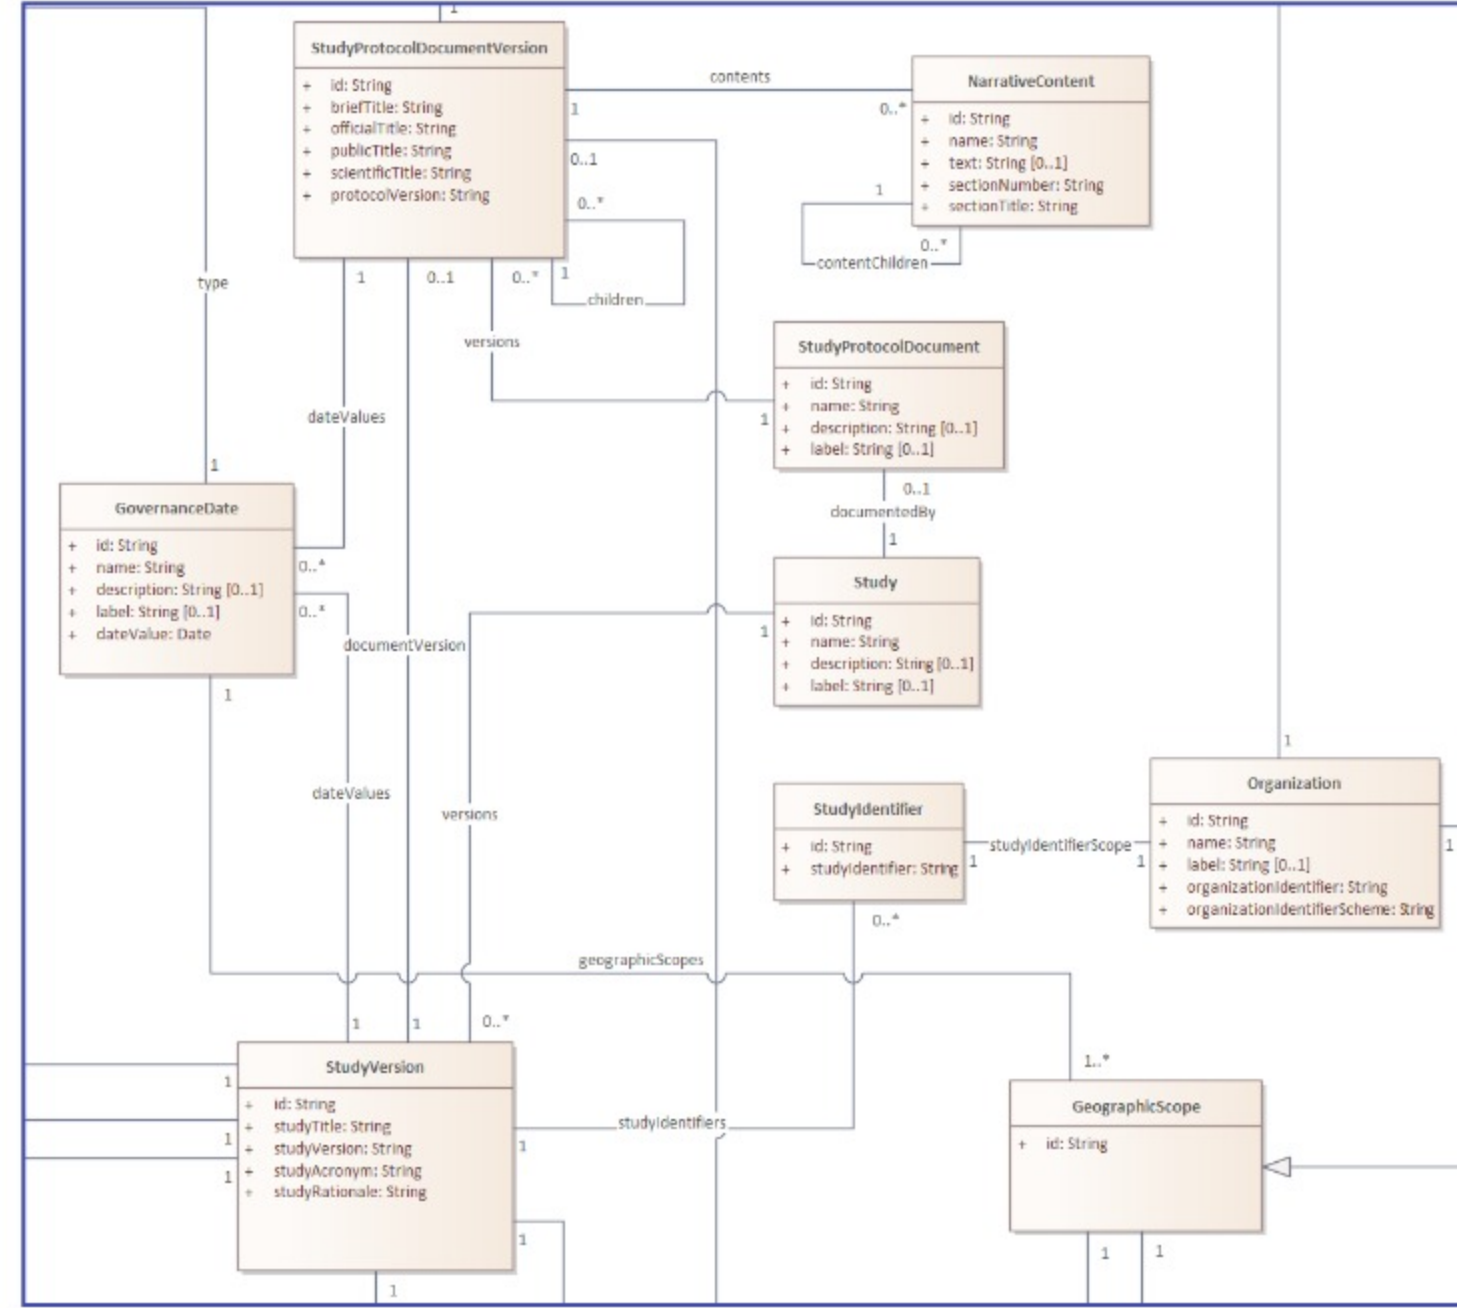 1
StudyProtocolDocumentVersion
+ id: String
+ briefTitle: String
+ officialTitle: String
+ publicTitle: String
+ scientificTitle: String
+ protocolVersion: String
contents
1
0..*
NarrativeContent
+ id: String
+ name: String
+ text: String [0..1]
+ sectionNumber: String
+ sectionTitle: String
0..1
0..*
1
0..*
contentChildren
type
1
0..1
0..*
1
children
versions
StudyProtocolDocument
+ id: String
+ name: String
+ description: String [0..1]
+ label: String [0..1]
1
dateValues
1
0..1
documentedBy
1
GovernanceDate
+ id: String
+ name: String
+ description: String [0..1]
+ label: String [0..1]
+ dateValue: Date
0..*
0..*
1
documentVersion
Study
+ id: String
+ name: String
+ description: String [0..1]
+ label: String [0..1]
1
dateValues
versions
1
StudyIdentifier
+ id: String
+ studyIdentifier: String
1
studyIdentifierScope
1
Organization
+ id: String
+ name: String
+ label: String [0..1]
+ organizationIdentifier: String
+ organizationIdentifierScheme: String
1
0..*
geographicScopes
1
1
0..*
1..*
StudyVersion
+ id: String
+ studyTitle: String
+ studyVersion: String
+ studyAcronym: String
+ studyRationale: String
1
1
1
studyIdentifiers
1
1
1
GeographicScope
+ id: String
1
1